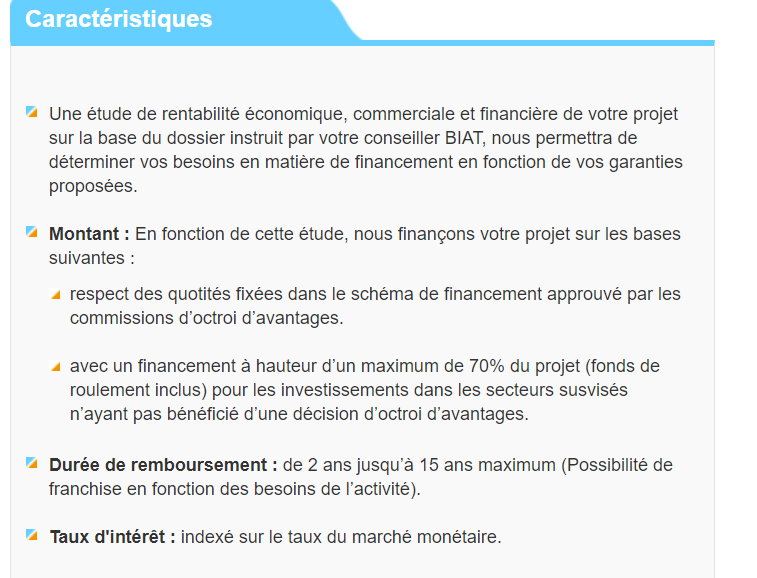 Caractéristiques
Une étude de rentabilité économique, commerciale et financière de votre projet
sur la base du dossier instruit par votre conseiller BIAT, nous permettra de
déterminer vos besoins en matière de financement en fonction de vos garanties
proposées.
Montant : En fonction de cette étude, nous finançons votre projet sur les bases
suivantes :
respect des quotités fixées dans le schéma de financement approuvé par les
commissions d’octroi d’avantages.
avec un financement à hauteur d’un maximum de 70% du projet (fonds de
roulement inclus) pour les investissements dans les secteurs susvisés
n’ayant pas bénéficié d’une décision d’octroi d’avantages.
Durée de remboursement : de 2 ans jusqu’à 15 ans maximum (Possibilité de
franchise en fonction des besoins de l’activité).
Taux d'intérêt : indexé sur le taux du marché monétaire.